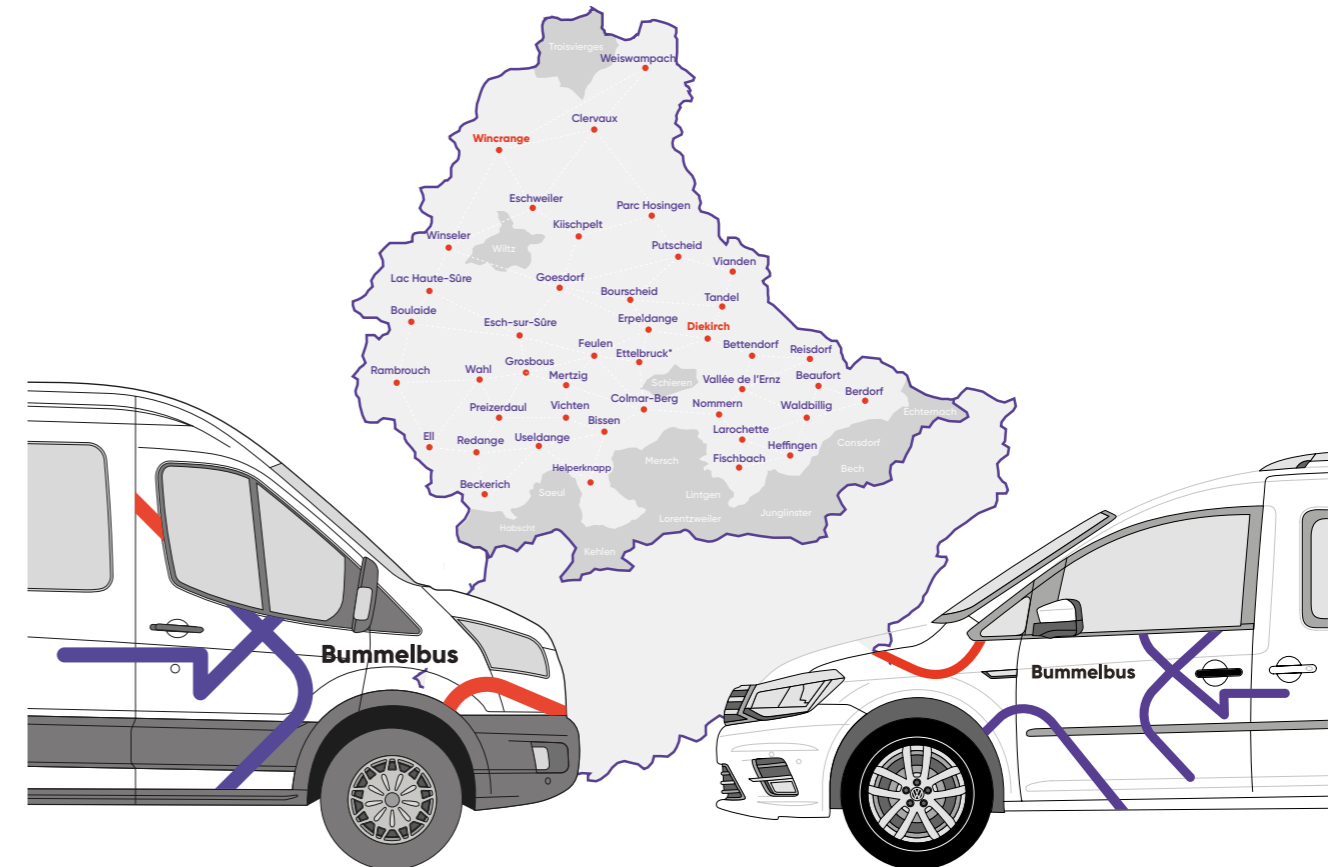 Troisvierges
Weiswampach
Clervaux
Wincrange
Eschweiler
Parc Hosingen
Kiischpelt
Winseler
Wiltz
Putscheid
Vianden
Lac Haute-Sûre
Goesdorf
Bourscheid
Tandel
Boulaide
Esch-sur-Sûre
Erpeldange
Diekirch
Feulen
Ettelbruck*
Bettendorf
Reisdorf
Rambrouch
Wahl
Grosbous
Mertzig
Schieren
Vallée de l'Ernz
Beaufort
Berdorf
Preizerdaul
Vichten
Colmar-Berg
Nommern
Waldbillig
Echternach
Bissen
Ell
Redange
Useldange
Larochette
Heffingen
Consdorf
Helperknapp
Mersch
Fischbach
Bech
Beckerich
Saeul
Lintgen
Junglinster
Lorentzweiler
Habscht
Kehlen
Bummelbus
Bummelbus